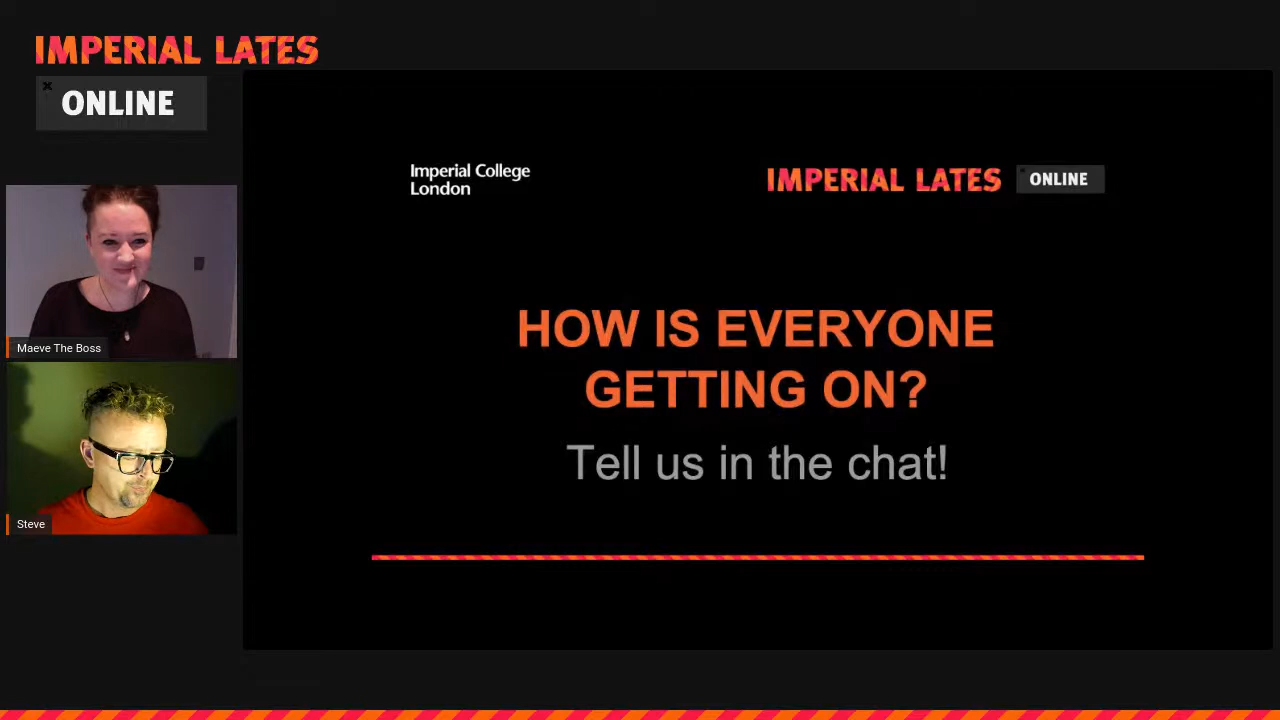 IMPERIAL LATES
ONLINE
Imperial College
London
IMPERIAL LATES ONLINE
HOW IS EVERYONE
GETTING ON?
Tell us in the chat!
Maeve The Boss
Steve